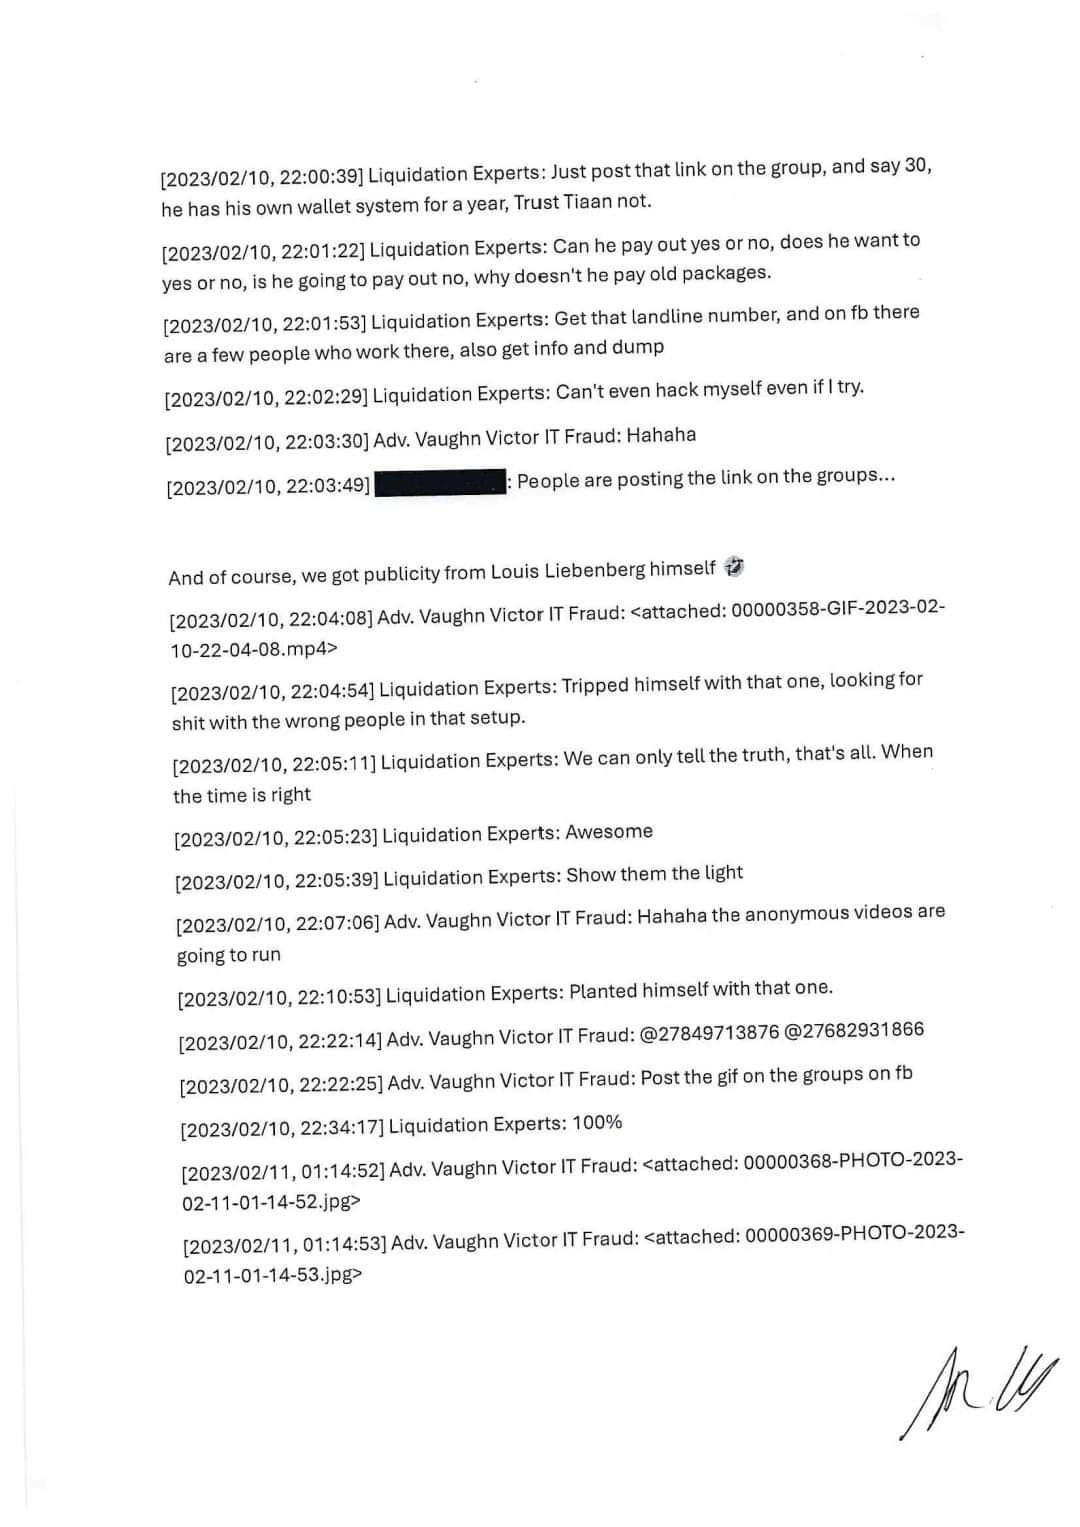 [2023/02/10, 22:00:39] Liquidation Experts: Just post that link on the group, and say 30,
he has his own wallet system for a year, Trust Tiaan not.
[2023/02/10, 22:01:22] Liquidation Experts: Can he pay out yes or no, does he want to
yes or no, is he going to pay out no, why doesn't he pay old packages.
[2023/02/10, 22:01:53] Liquidation Experts: Get that landline number, and on fb there
are a few people who work there, also get info and dump
[2023/02/10, 22:02:29] Liquidation Experts: Can't even hack myself even if I try.
[2023/02/10, 22:03:30] Adv. Vaughn Victor IT Fraud: Hahaha
[2023/02/10, 22:03:49] : People are posting the link on the groups...
And of course, we got publicity from Louis Liebenberg himself 🤣
[2023/02/10, 22:04:08] Adv. Vaughn Victor IT Fraud: <attached: 00000358-GIF-2023-02-
10-22-04-08.mp4>
[2023/02/10, 22:04:54] Liquidation Experts: Tripped himself with that one, looking for
shit with the wrong people in that setup.
[2023/02/10, 22:05:11] Liquidation Experts: We can only tell the truth, that's all. When
the time is right
[2023/02/10, 22:05:23] Liquidation Experts: Awesome
[2023/02/10, 22:05:39] Liquidation Experts: Show them the light
[2023/02/10, 22:07:06] Adv. Vaughn Victor IT Fraud: Hahaha the anonymous videos are
going to run
[2023/02/10, 22:10:53] Liquidation Experts: Planted himself with that one.
[2023/02/10, 22:22:14] Adv. Vaughn Victor IT Fraud: @27849713876 @27682931866
[2023/02/10, 22:22:25] Adv. Vaughn Victor IT Fraud: Post the gif on the groups on fb
[2023/02/10, 22:34:17] Liquidation Experts: 100%
[2023/02/11, 01:14:52] Adv. Vaughn Victor IT Fraud: <attached: 00000368-PHOTO-2023-
02-11-01-14-52.jpg>
[2023/02/11, 01:14:53] Adv. Vaughn Victor IT Fraud: <attached: 00000369-PHOTO-2023-
02-11-01-14-53.jpg>